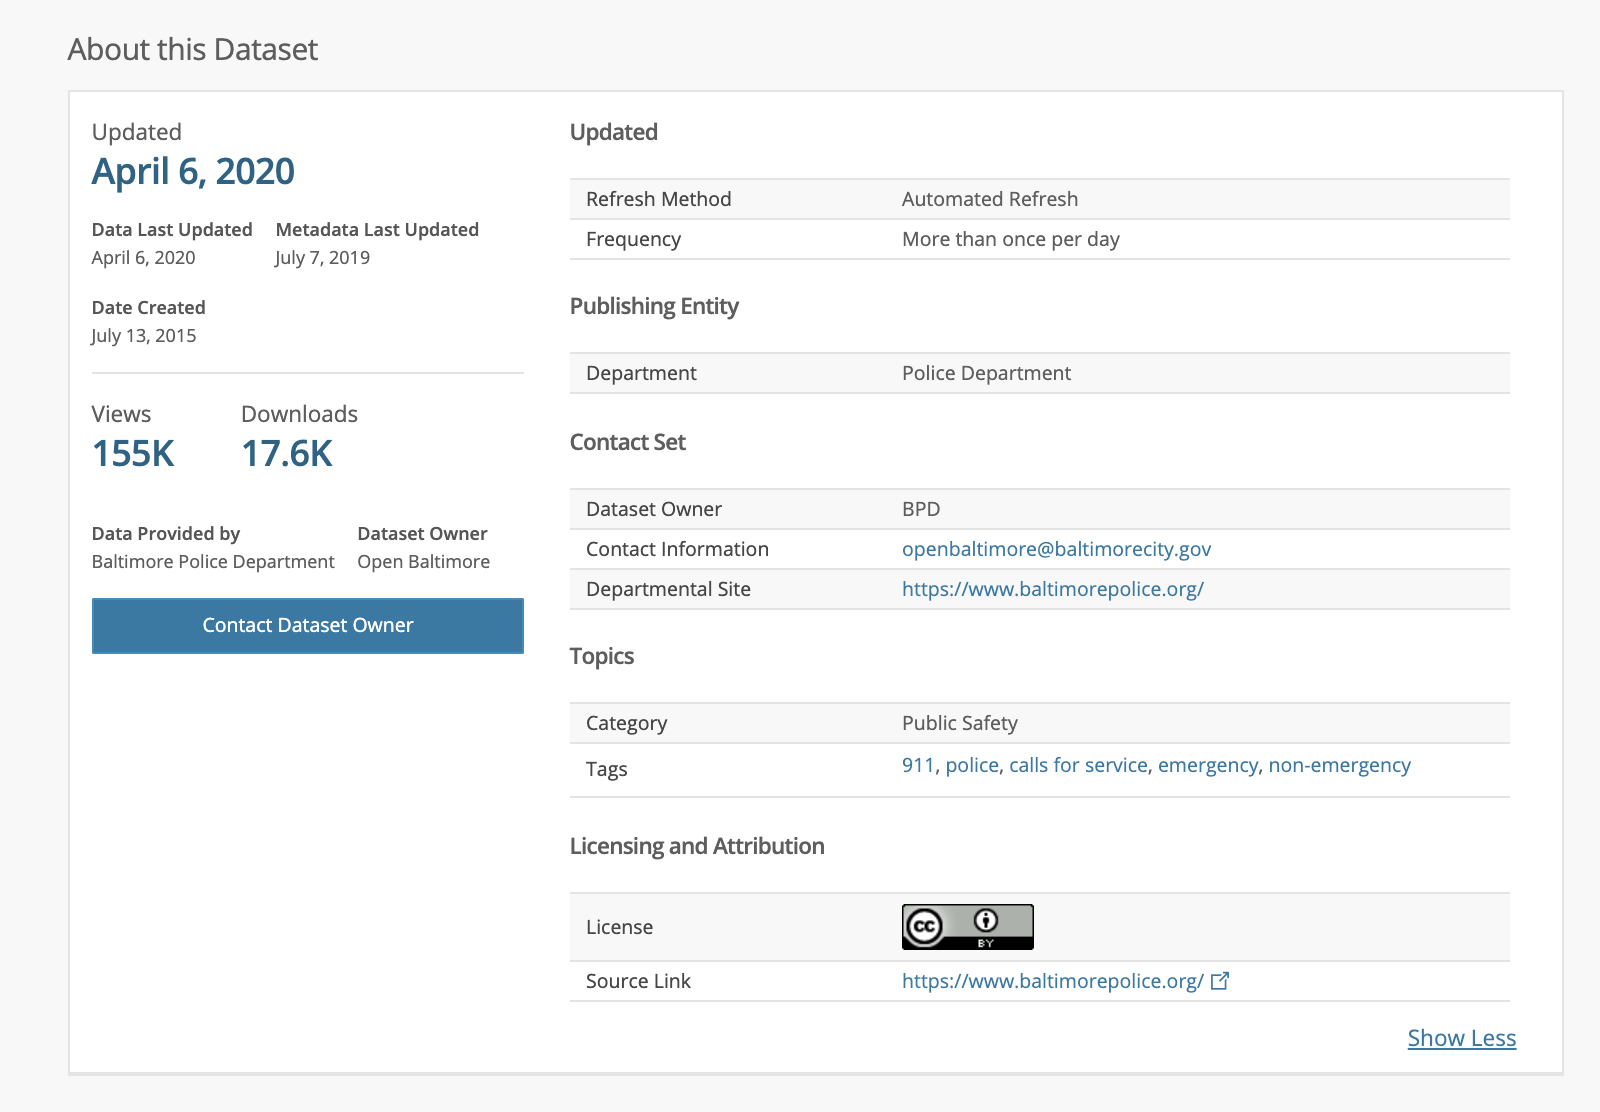 About this Dataset
Updated
April 6, 2020
Data Last Updated Metadata Last Updated
April 6, 2020 July 7, 2019
Date Created
July 13, 2015
Views Downloads
155K 17.6K
Data Provided by Dataset Owner
Baltimore Police Department Open Baltimore
Contact Dataset Owner
Updated
Refresh Method Automated Refresh
Frequency More than once per day
Publishing Entity
Department Police Department
Contact Set
Dataset Owner BPD
Contact Information openbaltimore@baltimorecity.gov
Departmental Site https://www.baltimorepolice.org/
Topics
Category Public Safety
Tags 911, police, calls for service, emergency, non-emergency
Licensing and Attribution
License cc BY
Source Link https://www.baltimorepolice.org/
Show Less